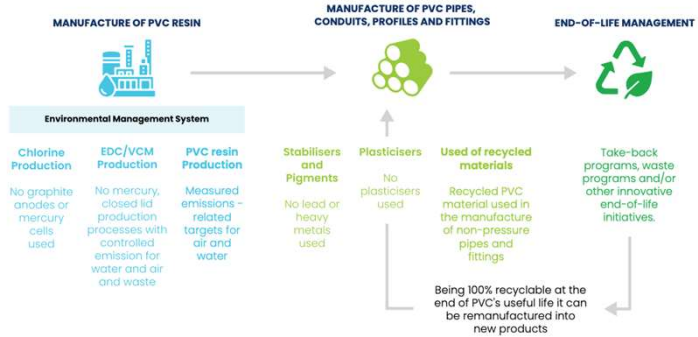 MANUFACTURE OF PVC RESIN
MANUFACTURE OF PVC PIPES,
CONDUITS, PROFILES AND FITTINGS
END-OF-LIFE MANAGEMENT
Environmental Management System
Chlorine
Production
No graphite
anodes or
mercury
cells
used
EDC/VCM
Production
No mercury,
closed lid
production
processes with
controlled
emission for
water and air
and waste
PVC resin
Production
Measured
emissions -
related
targets for
air and
water
Stabilisers
and
Pigments
No lead or
heavy
metals
used
Plasticisers
No
plasticisers
used
Used of recycled
materials
Recycled PVC
material used in
the manufacture
of non-pressure
pipes and
fittings
Take-back
programs, waste
programs and/or
other innovative
end-of-life
initiatives.
Being 100% recyclable at the
end of PVC's useful life it can
be remanufactured into
new products